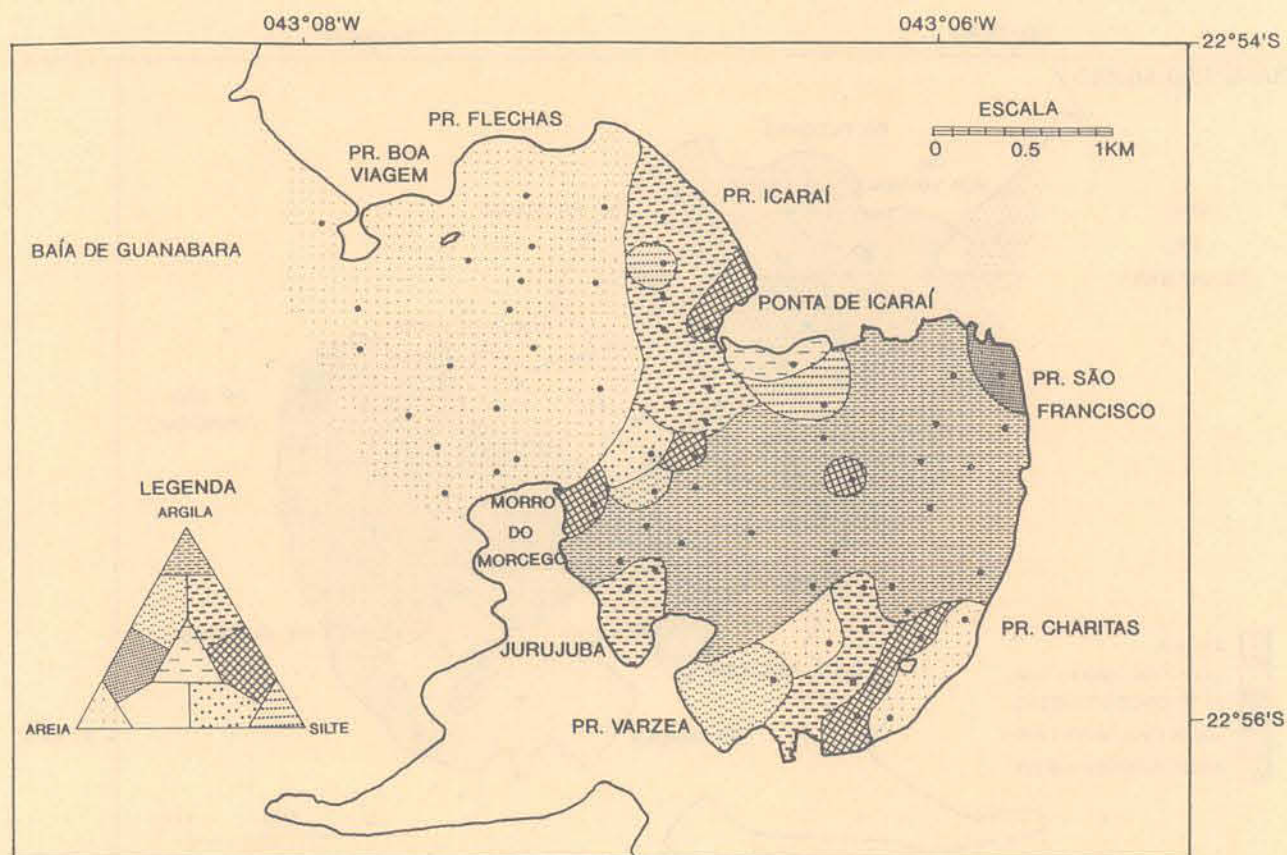 043°08'W
043°06'W
22°54'S
PR. FLECHAS
ESCALA
0 0.5 1KM
PR. BOA
VIAGEM
PR. ICARAÍ
BAÍA DE GUANABARA
PONTA DE ICARAÍ
PR. SÃO
FRANCISCO
LEGENDA
ARGILA
AREIA
SILTE
MORRO
DO
MORCEGO
JURUJUBA
PR. CHARITAS
PR. VARZEA
22°56'S